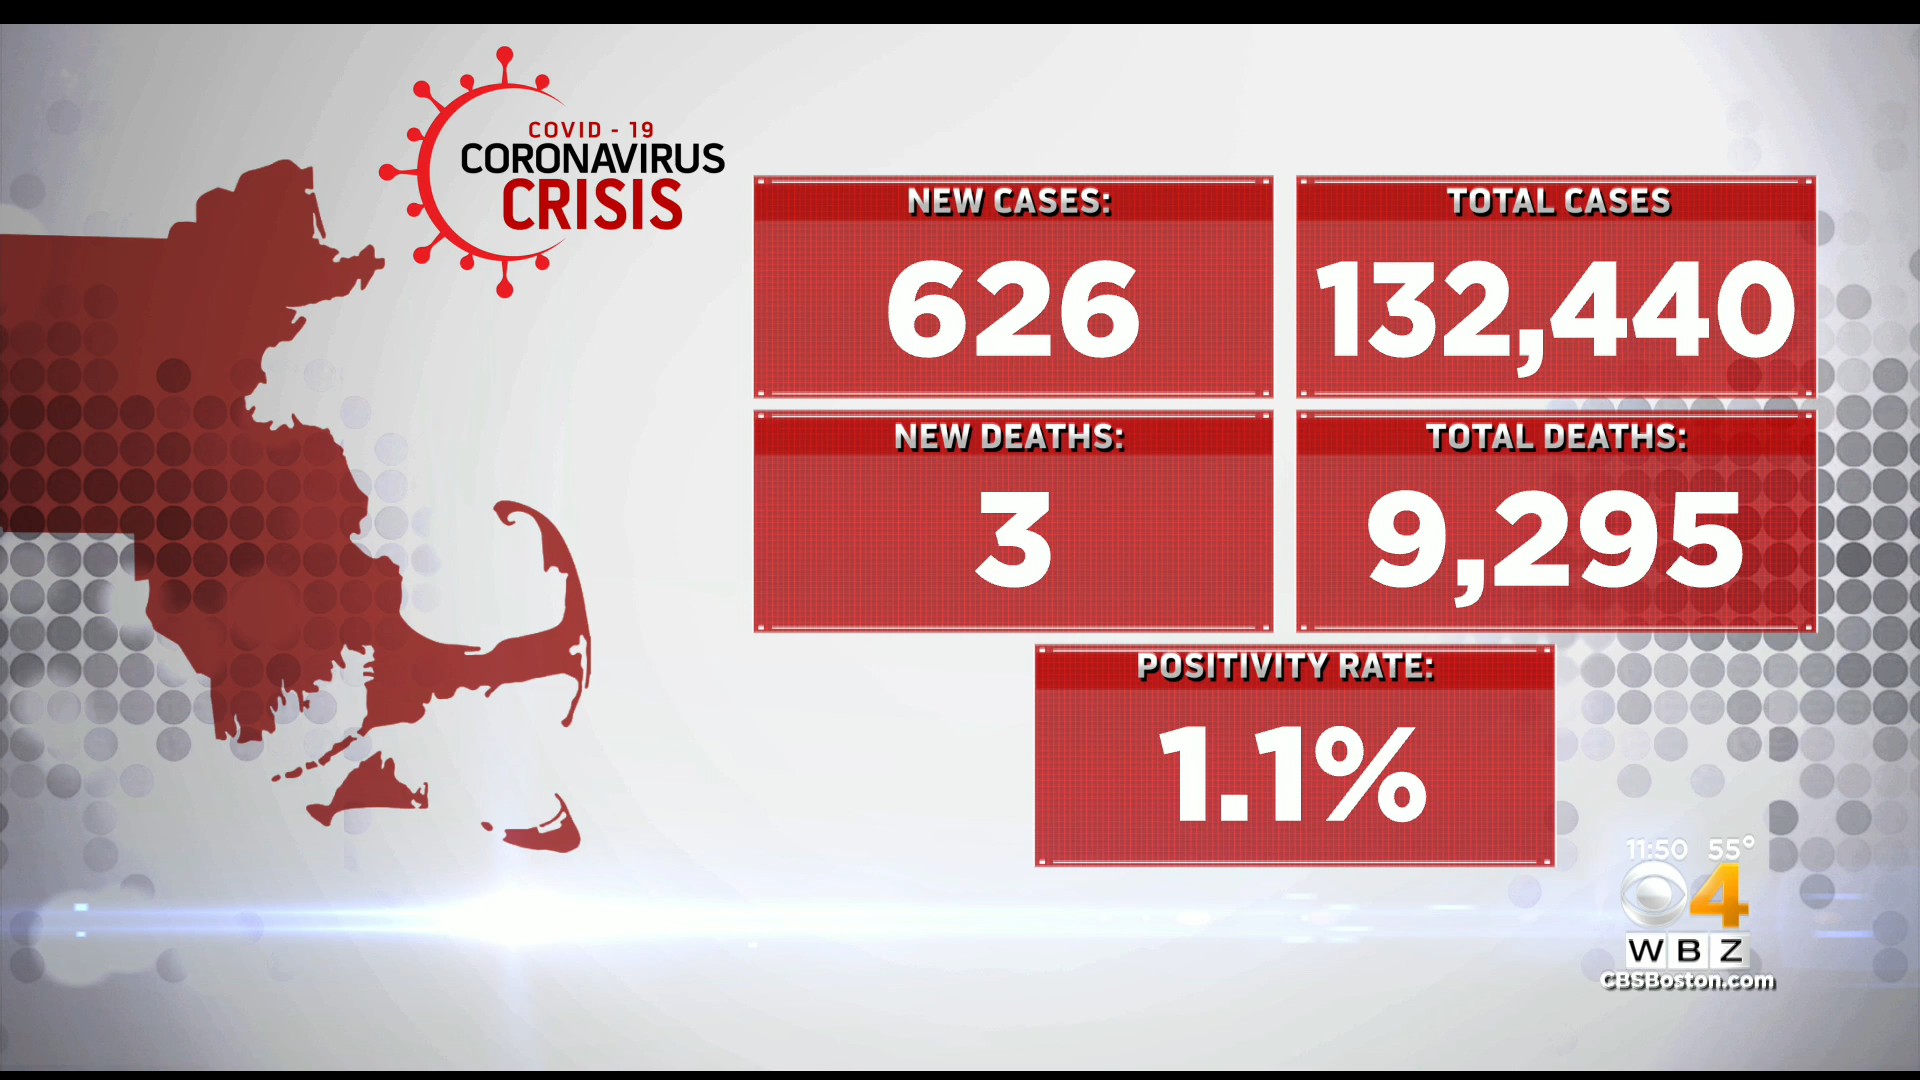 COVID - 19
CORONAVIRUS
CRISIS
NEW CASES:
626
TOTAL CASES
132,440
NEW DEATHS:
3
TOTAL DEATHS:
9,295
POSITIVITY RATE:
1.1%
11:50 55°
4
WBZ
CBSBoston.com